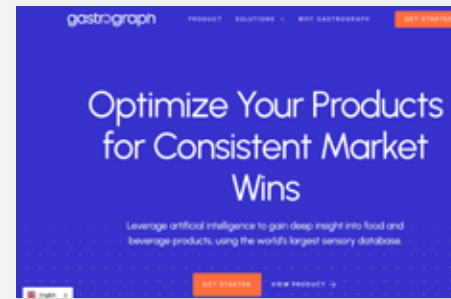 gastrograph
PRODUCT SOLUTIONS WHY GASTROGRAPH GET STARTED
Optimize Your Products
for Consistent Market
Wins
Leverage artificial intelligence to gain deep insight into food and
beverage products, using the world's largest sensory database.
GET STARTED VIEW PRODUCT →
English